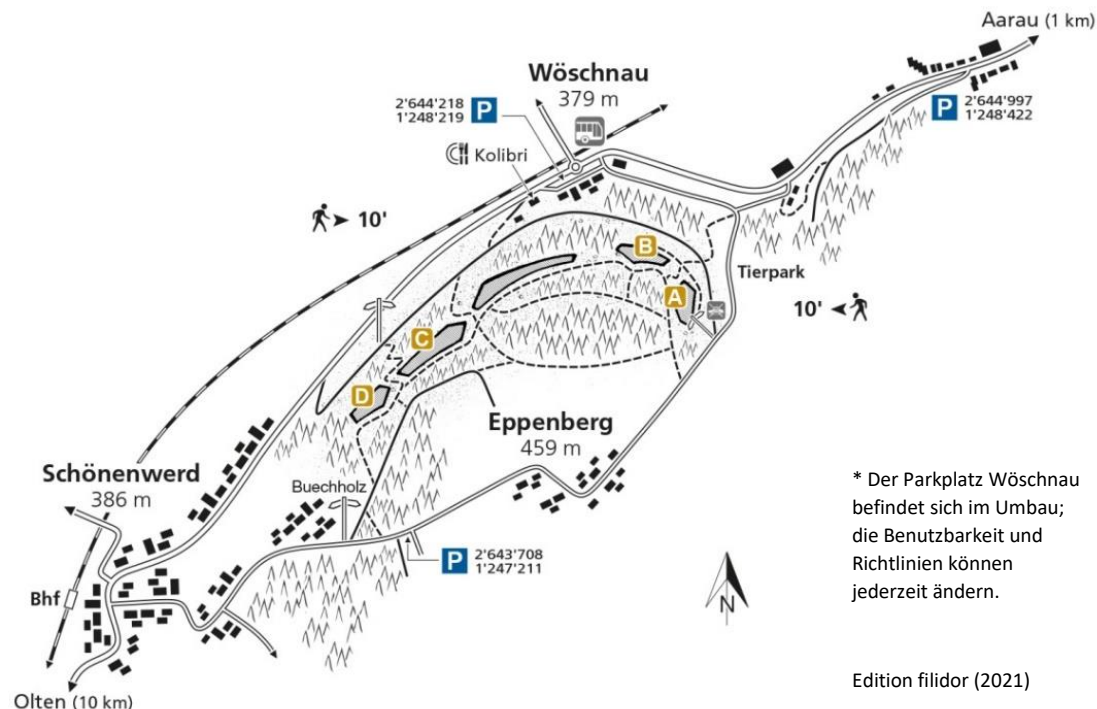 Aarau (1 km)
Wöschnau
379 m
2'644'218
1'248'219
P
P
2'644'997
1'248'422
Kolibri
10'
B
Tierpark
A
10'
C
D
Eppenberg
459 m
Schönenwerd
386 m
Buechholz
P
2'643'708
1'247'211
Bhf
N
Olten (10 km)
* Der Parkplatz Wöschnau
befindet sich im Umbau;
die Benutzbarkeit und
Richtlinien können
jederzeit ändern.
Edition filidor (2021)